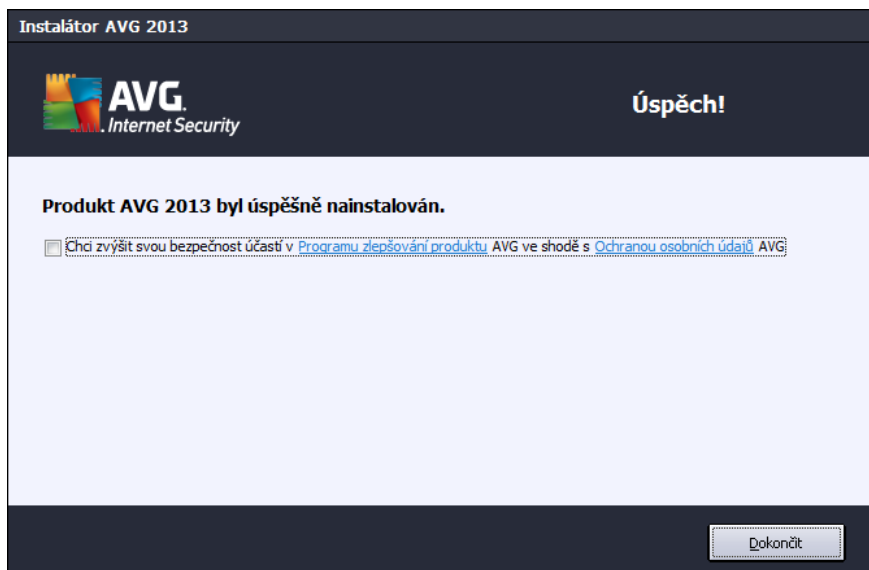 Instalátor AVG 2013
AVG.
Internet Security
Úspěch!
Produkt AVG 2013 byl úspěšně nainstalován.
Chci zvýšit svou bezpečnost účastí v Programu zlepšování produktu AVG ve shodě s Ochranou osobních údajů AVG
Dokončit